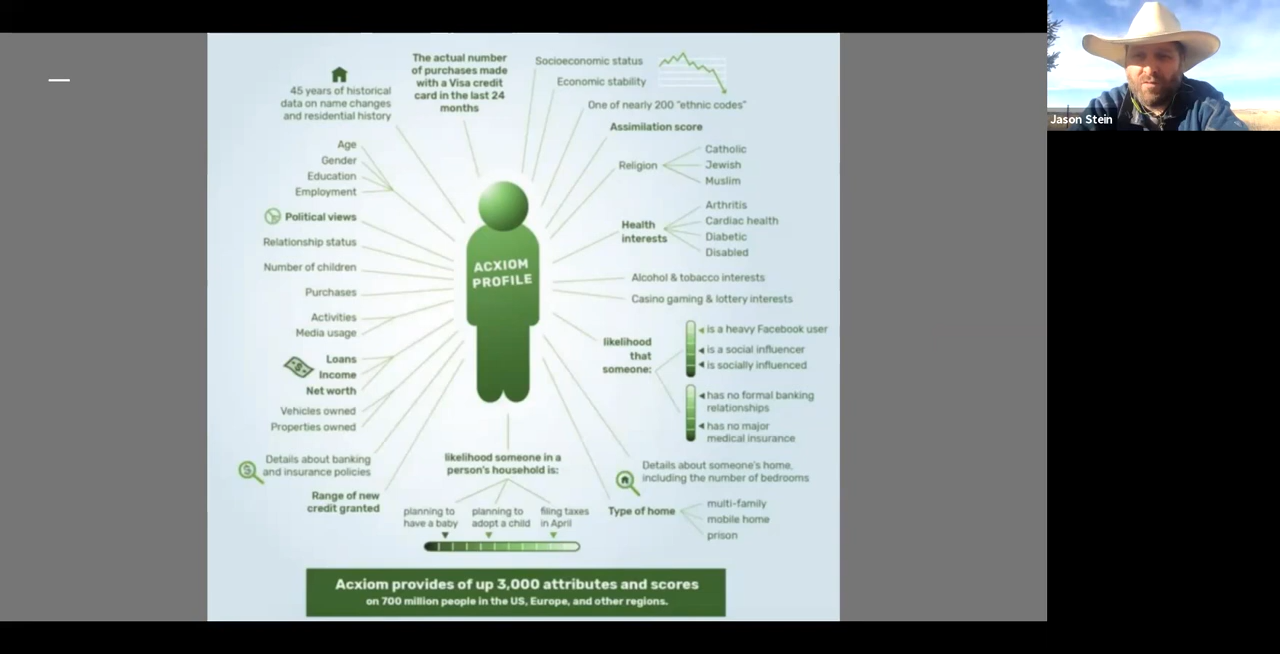 The actual number
of purchases made
with a Visa credit
card in the last 24
months
45 years of historical
data on name changes
and residential history
Age
Gender
Education
Employment
Political views
Relationship status
Number of children
Purchases
Activities
Media usage
Loans
Income
Net worth
Vehicles owned
Properties owned
Details about banking
and insurance policies
Range of new
credit granted
ACXIOM
PROFILE
Socioeconomic status
Economic stability
One of nearly 200 "ethnic codes"
Assimilation score
Religion
Catholic
Jewish
Muslim
Health
interests
Arthritis
Cardiac health
Diabetic
Disabled
Alcohol & tobacco interests
Casino gaming & lottery interests
likelihood
that
someone:
is a heavy Facebook user
is a social influencer
is socially influenced
has no formal banking
relationships
has no major
medical insurance
Details about someone's home,
including the number of bedrooms
Type of home
multi-family
mobile home
prison
likelihood someone in a
person's household is:
planning to
have a baby
planning to
adopt a child
filing taxes
in April
Acxiom provides of up 3,000 attributes and scores
on 700 million people in the US, Europe, and other regions.
Jason Stein